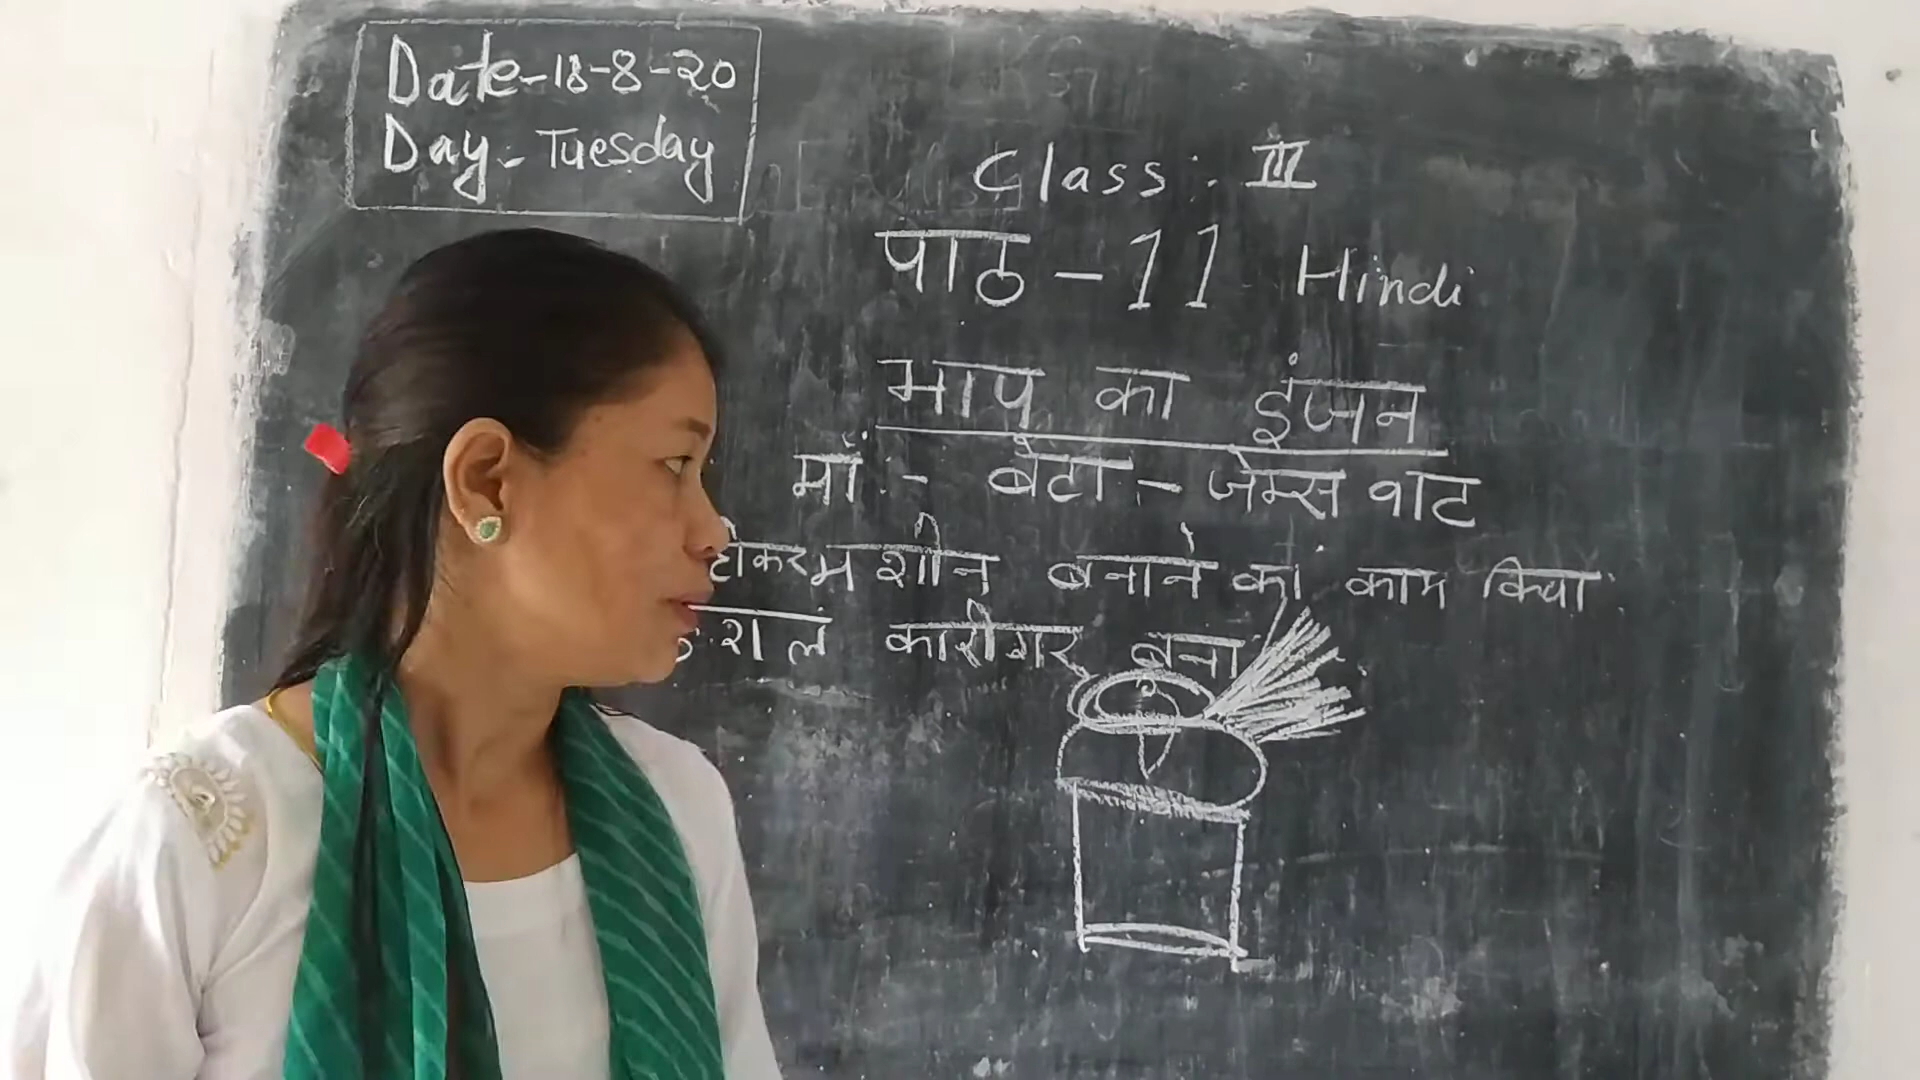 Date-18-8-20
Day- Tuesday
Class: III
पाठ - 11 Hindi
भाप का इंजन
माँ :- बेटा - जेम्स वाट
मशीन बनाने का काम किया
कारीगर बना